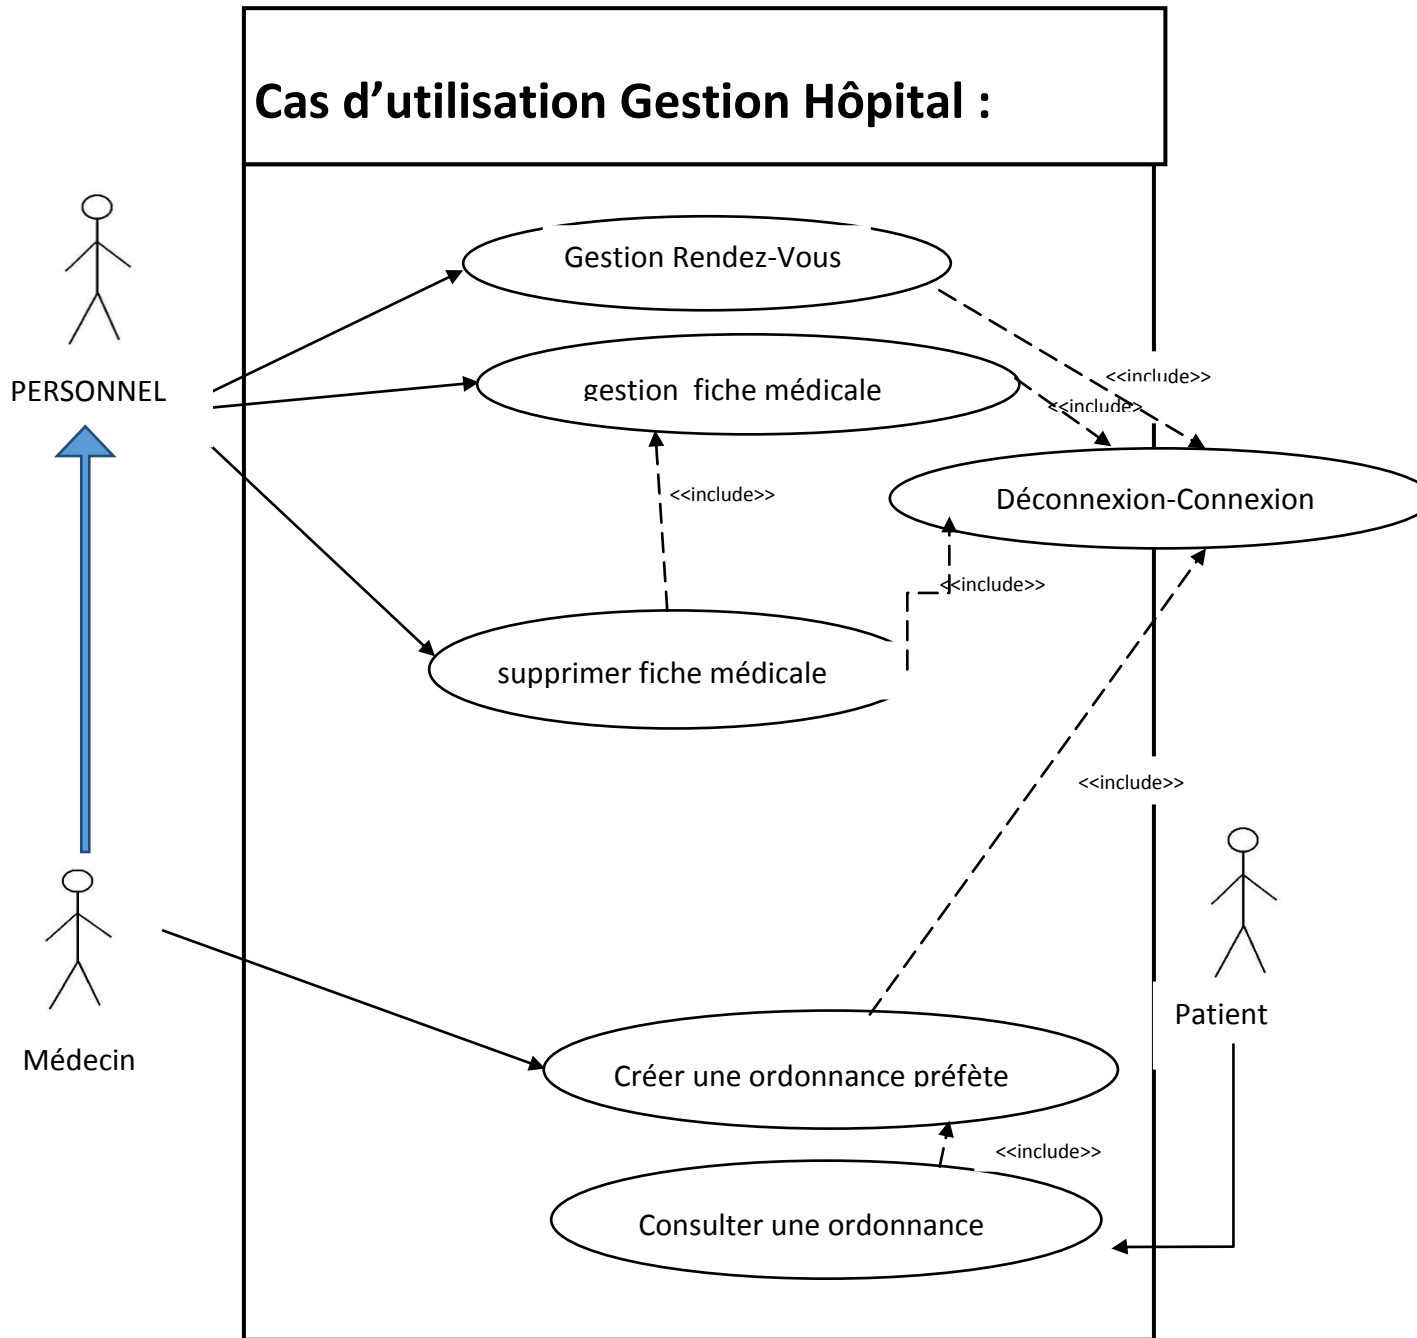 Cas d’utilisation Gestion Hôpital :
Gestion Rendez-Vous
PERSONNEL
gestion fiche médicale
<<include>>
<<include>
<<include>>
Déconnexion-Connexion
<<include>>
supprimer fiche médicale
<<include>>
Patient
Médecin
Créer une ordonnance préfète
<<include>>
Consulter une ordonnance